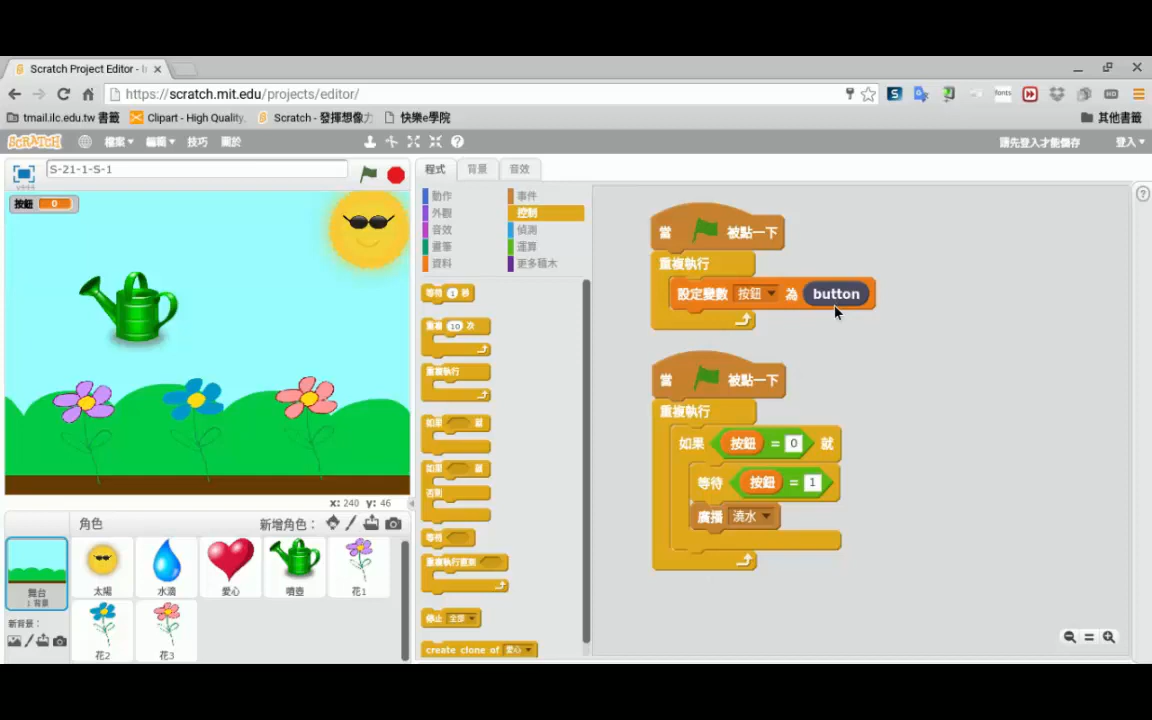 Scratch Project Editor - I
https://scratch.mit.edu/projects/editor/
tmail.ilc.edu.tw 書籤
Clipart - High Quality,
Scratch - 發揮想像力
快樂e學院
其他書籤
SCRATCH
檔案
編輯
技巧
關於
請先登入才能儲存
登入
S-21-1-S-1
按鈕 0
x: 240 y: 46
角色
新增角色：
舞台
1 背景
新背景：
太陽
水滴
愛心
噴壺
花1
花2
花3
程式
背景
音效
動作
外觀
音效
畫筆
資料
事件
控制
偵測
運算
更多積木
等待 1 秒
重複 10 次
重複執行
如果 就
如果 就
否則
等待
重複執行直到
停止 全部
create clone of 愛心
當 被點一下
重複執行
設定變數 按鈕 為 button
當 被點一下
重複執行
如果 按鈕 = 0 就
等待 按鈕 = 1
廣播 澆水